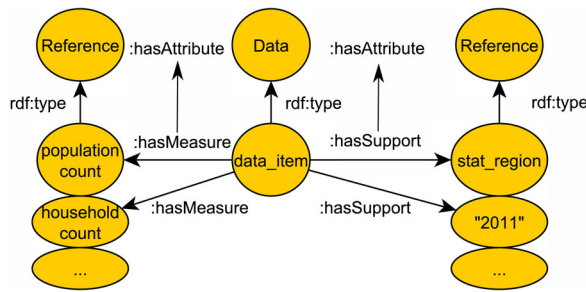 Reference
:hasAttribute
Data
:hasAttribute
Reference
rdf:type
rdf:type
rdf:type
population
count
:hasMeasure
data_item
:hasSupport
stat_region
household
count
:hasMeasure
:hasSupport
"2011"
...
...